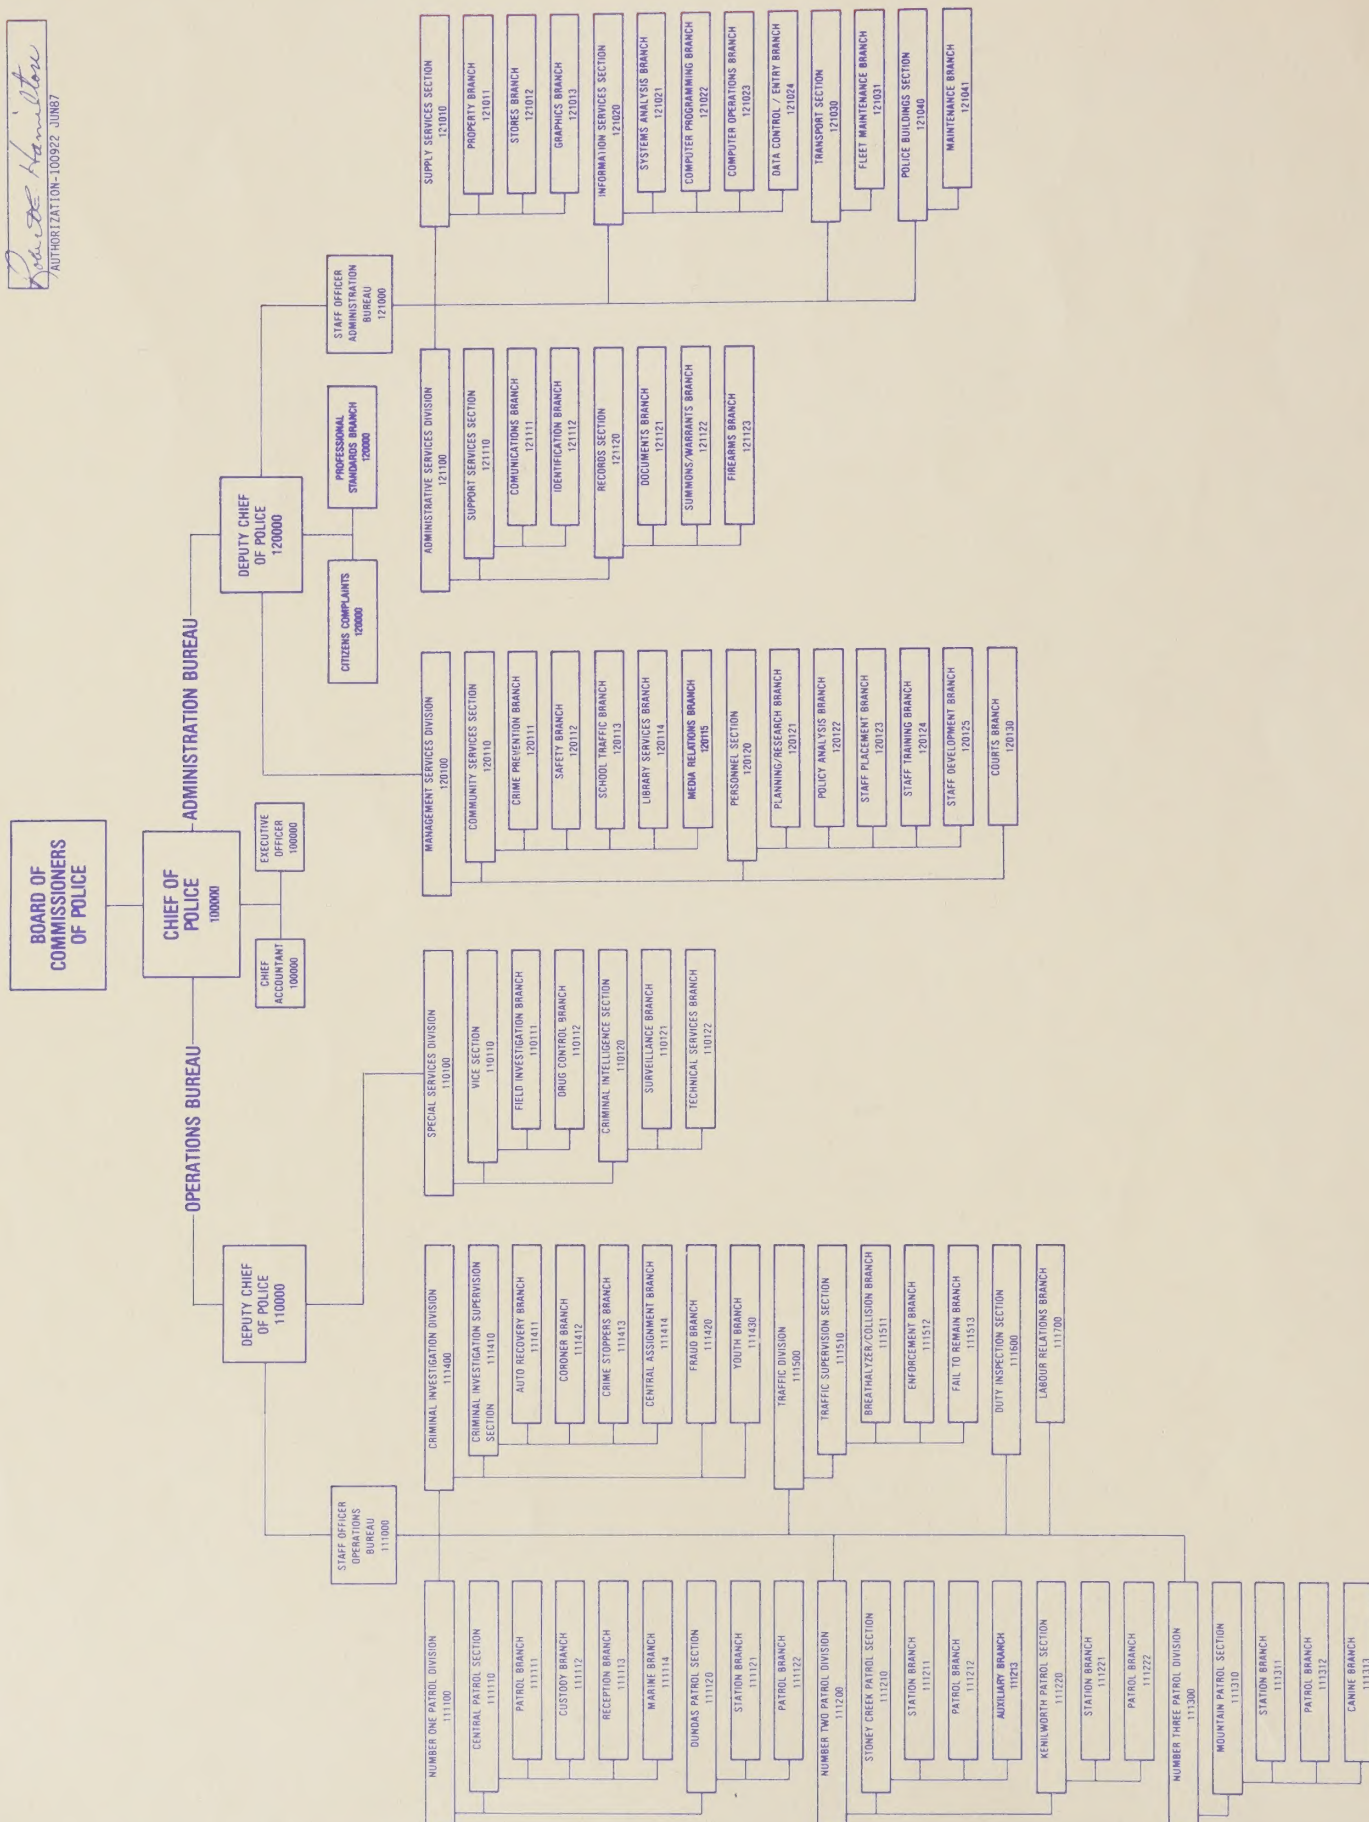 Hamilton
AUTHORIZATION-100922 JUN87
BOARD OF
COMMISSIONERS
OF POLICE
CHIEF OF
POLICE
100000
CHIEF
ACCOUNTANT
100000
EXECUTIVE
OFFICER
100000
OPERATIONS BUREAU
ADMINISTRATION BUREAU
DEPUTY CHIEF
OF POLICE
110000
DEPUTY CHIEF
OF POLICE
120000
CITIZENS COMPLAINTS
120000
PROFESSIONAL
STANDARDS BRANCH
120000
STAFF OFFICER
OPERATIONS
BUREAU
111000
STAFF OFFICER
ADMINISTRATION
BUREAU
121000
NUMBER ONE PATROL DIVISION
111100
CENTRAL PATROL SECTION
111110
PATROL BRANCH
111111
CUSTODY BRANCH
111112
RECEPTION BRANCH
111113
MARINE BRANCH
111114
DUNDAS PATROL SECTION
111120
STATION BRANCH
111121
PATROL BRANCH
111122
NUMBER TWO PATROL DIVISION
111200
STONEY CREEK PATROL SECTION
111210
STATION BRANCH
111211
PATROL BRANCH
111212
AUXILIARY BRANCH
111213
KENILWORTH PATROL SECTION
111220
STATION BRANCH
111221
PATROL BRANCH
111222
NUMBER THREE PATROL DIVISION
111300
MOUNTAIN PATROL SECTION
111310
STATION BRANCH
111311
PATROL BRANCH
111312
CANINE BRANCH
111313
CRIMINAL INVESTIGATION DIVISION
111400
CRIMINAL INVESTIGATION SUPERVISION
SECTION 111410
AUTO RECOVERY BRANCH
111411
CORONER BRANCH
111412
CRIME STOPPERS BRANCH
111413
CENTRAL ASSIGNMENT BRANCH
111414
FRAUD BRANCH
111420
YOUTH BRANCH
111430
TRAFFIC DIVISION
111500
TRAFFIC SUPERVISION SECTION
111510
BREATHALYZER/COLLISION BRANCH
111511
ENFORCEMENT BRANCH
111512
FAIL TO REMAIN BRANCH
111513
DUTY INSPECTION SECTION
111600
LABOUR RELATIONS BRANCH
111700
SPECIAL SERVICES DIVISION
110100
VICE SECTION
110110
FIELD INVESTIGATION BRANCH
110111
DRUG CONTROL BRANCH
110112
CRIMINAL INTELLIGENCE SECTION
110120
SURVEILLANCE BRANCH
110121
TECHNICAL SERVICES BRANCH
110122
MANAGEMENT SERVICES DIVISION
120100
COMMUNITY SERVICES SECTION
120110
CRIME PREVENTION BRANCH
120111
SAFETY BRANCH
120112
SCHOOL TRAFFIC BRANCH
120113
LIBRARY SERVICES BRANCH
120114
MEDIA RELATIONS BRANCH
120115
PERSONNEL SECTION
120120
PLANNING/RESEARCH BRANCH
120121
POLICY ANALYSIS BRANCH
120122
STAFF PLACEMENT BRANCH
120123
STAFF TRAINING BRANCH
120124
STAFF DEVELOPMENT BRANCH
120125
COURTS BRANCH
120130
ADMINISTRATIVE SERVICES DIVISION
121100
SUPPORT SERVICES SECTION
121110
COMUNICATIONS BRANCH
121111
IDENTIFICATION BRANCH
121112
RECORDS SECTION
121120
DOCUMENTS BRANCH
121121
SUMMONS/WARRANTS BRANCH
121122
FIREARMS BRANCH
121123
SUPPLY SERVICES SECTION
121010
PROPERTY BRANCH
121011
STORES BRANCH
121012
GRAPHICS BRANCH
121013
INFORMATION SERVICES SECTION
121020
SYSTEMS ANALYSIS BRANCH
121021
COMPUTER PROGRAMMING BRANCH
121022
COMPUTER OPERATIONS BRANCH
121023
DATA CONTROL / ENTRY BRANCH
121024
TRANSPORT SECTION
121030
FLEET MAINTENANCE BRANCH
121031
POLICE BUILDINGS SECTION
121040
MAINTENANCE BRANCH
121041